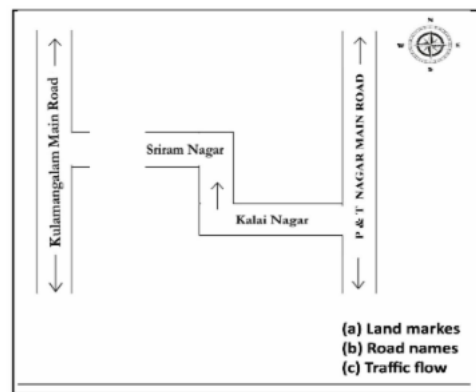 N
W E
S
Kulamangalam Main Road
Sriram Nagar
Kalai Nagar
P & T NAGAR MAIN ROAD
(a) Land markes
(b) Road names
(c) Traffic flow